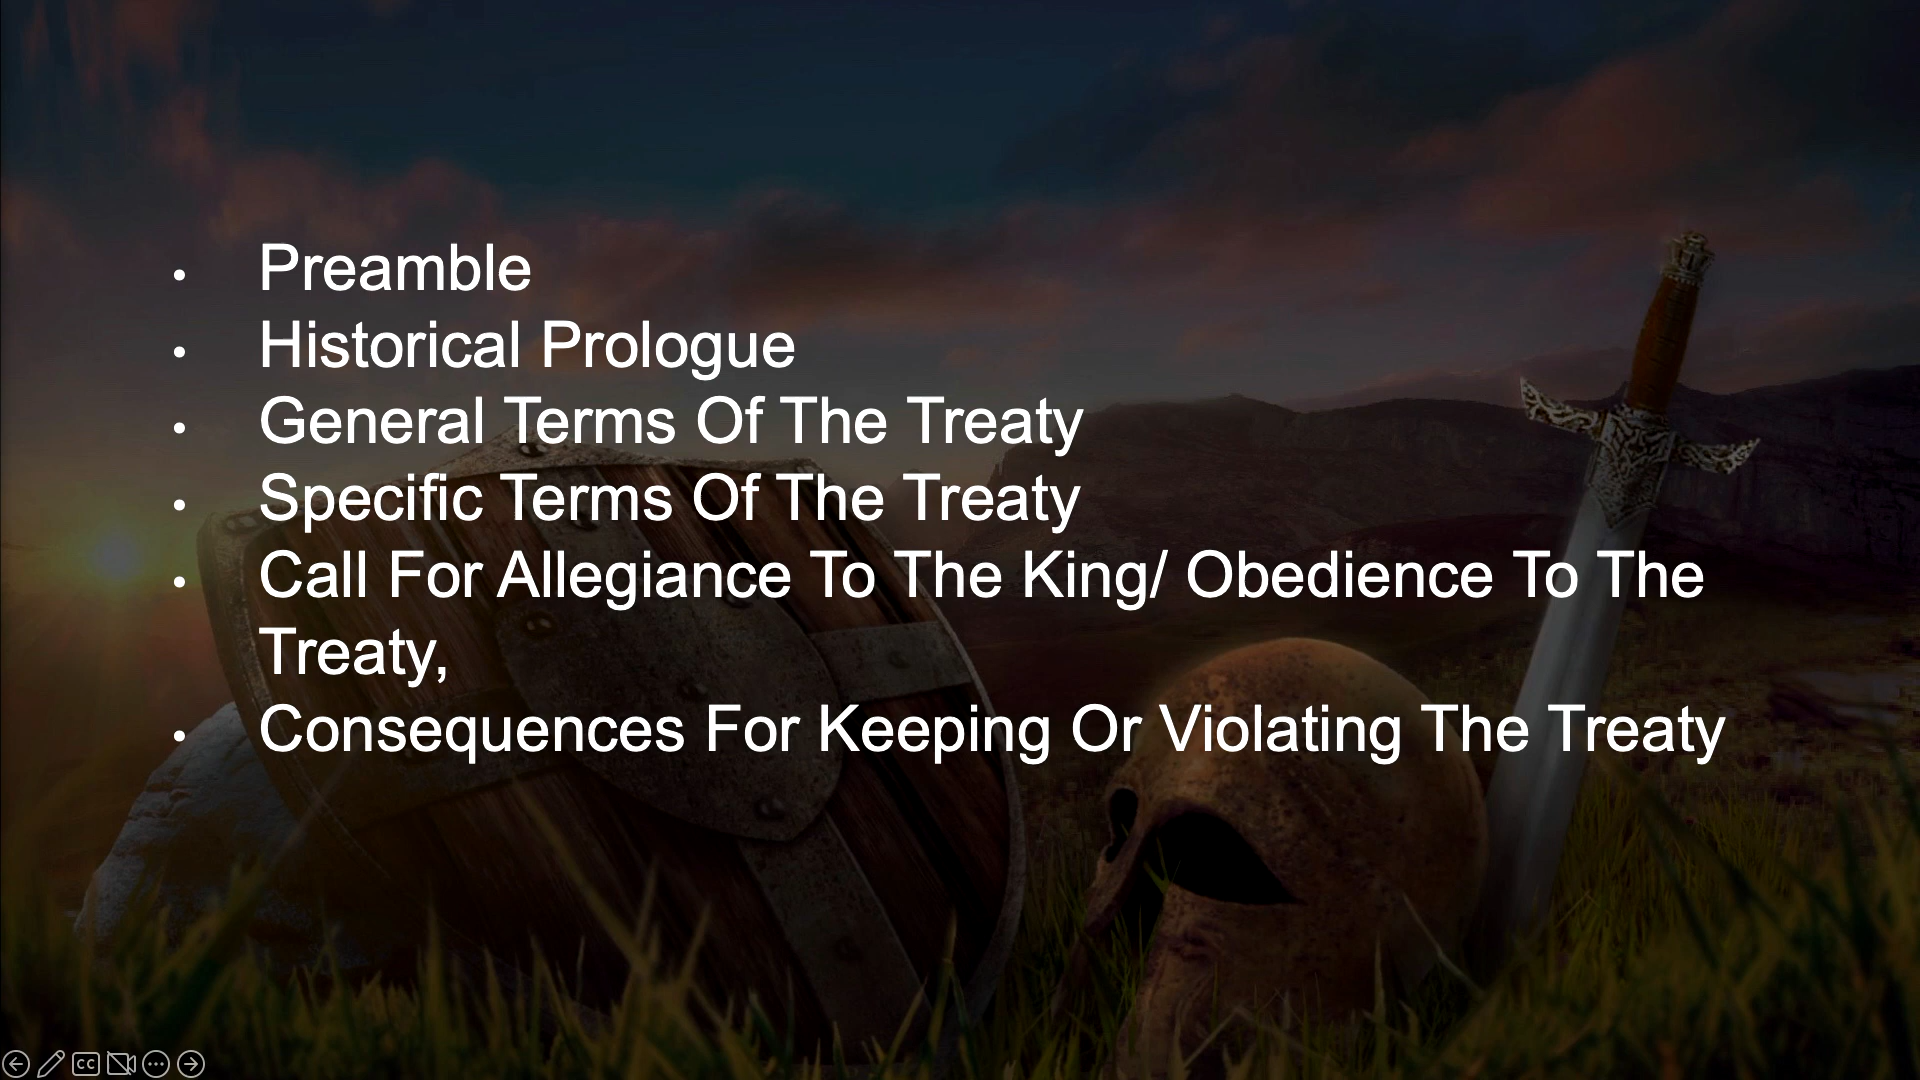 • Preamble
• Historical Prologue
• General Terms Of The Treaty
• Specific Terms Of The Treaty
• Call For Allegiance To The King/ Obedience To The
Treaty,
• Consequences For Keeping Or Violating The Treaty
CC